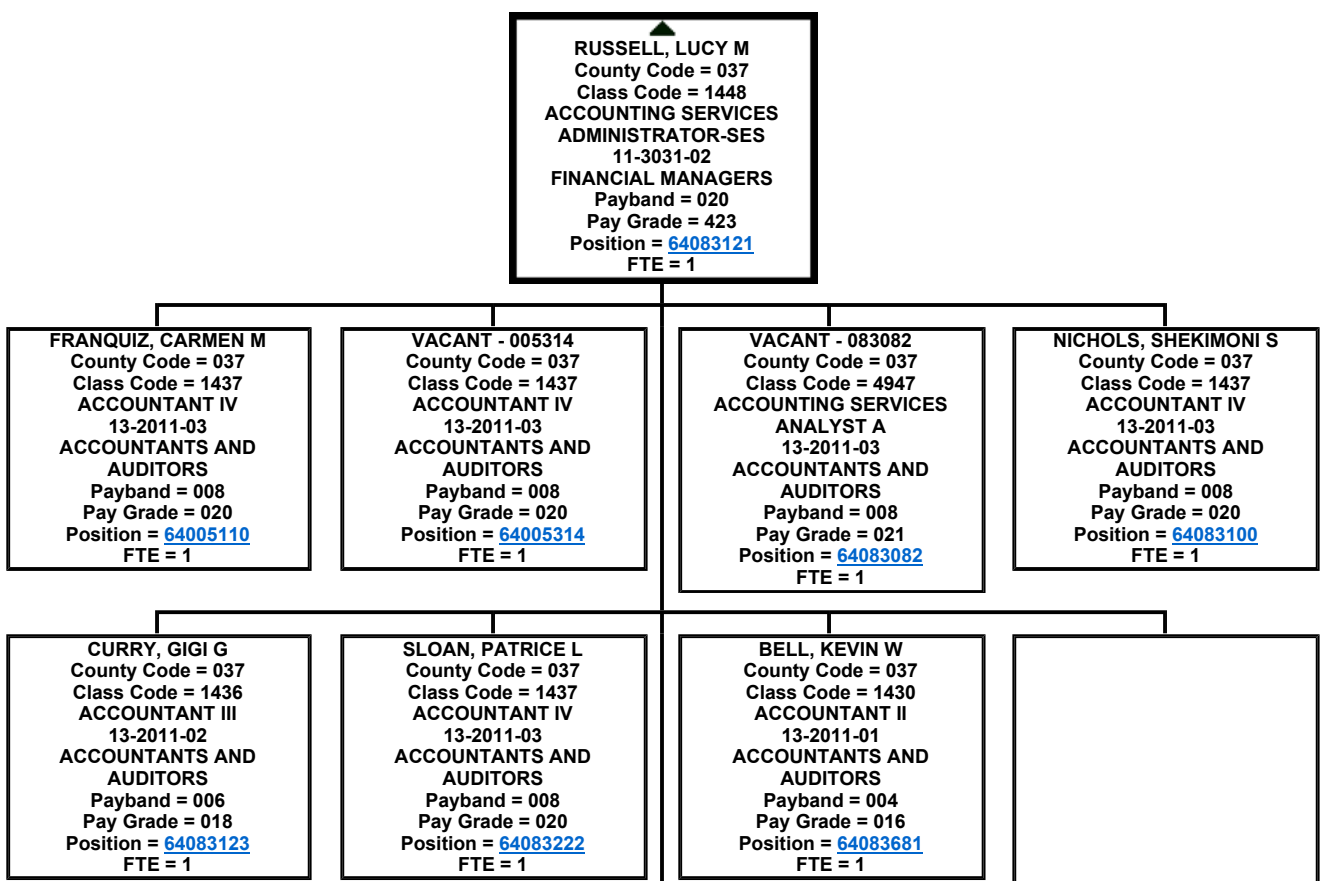 RUSSELL, LUCY M
County Code = 037
Class Code = 1448
ACCOUNTING SERVICES
ADMINISTRATOR-SES
11-3031-02
FINANCIAL MANAGERS
Payband = 020
Pay Grade = 423
Position = 64083121
FTE = 1
FRANQUIZ, CARMEN M
County Code = 037
Class Code = 1437
ACCOUNTANT IV
13-2011-03
ACCOUNTANTS AND
AUDITORS
Payband = 008
Pay Grade = 020
Position = 64005110
FTE = 1
VACANT - 005314
County Code = 037
Class Code = 1437
ACCOUNTANT IV
13-2011-03
ACCOUNTANTS AND
AUDITORS
Payband = 008
Pay Grade = 020
Position = 64005314
FTE = 1
VACANT - 083082
County Code = 037
Class Code = 4947
ACCOUNTING SERVICES
ANALYST A
13-2011-03
ACCOUNTANTS AND
AUDITORS
Payband = 008
Pay Grade = 021
Position = 64083082
FTE = 1
NICHOLS, SHEKIMONI S
County Code = 037
Class Code = 1437
ACCOUNTANT IV
13-2011-03
ACCOUNTANTS AND
AUDITORS
Payband = 008
Pay Grade = 020
Position = 64083100
FTE = 1
CURRY, GIGI G
County Code = 037
Class Code = 1436
ACCOUNTANT III
13-2011-02
ACCOUNTANTS AND
AUDITORS
Payband = 006
Pay Grade = 018
Position = 64083123
FTE = 1
SLOAN, PATRICE L
County Code = 037
Class Code = 1437
ACCOUNTANT IV
13-2011-03
ACCOUNTANTS AND
AUDITORS
Payband = 008
Pay Grade = 020
Position = 64083222
FTE = 1
BELL, KEVIN W
County Code = 037
Class Code = 1430
ACCOUNTANT II
13-2011-01
ACCOUNTANTS AND
AUDITORS
Payband = 004
Pay Grade = 016
Position = 64083681
FTE = 1